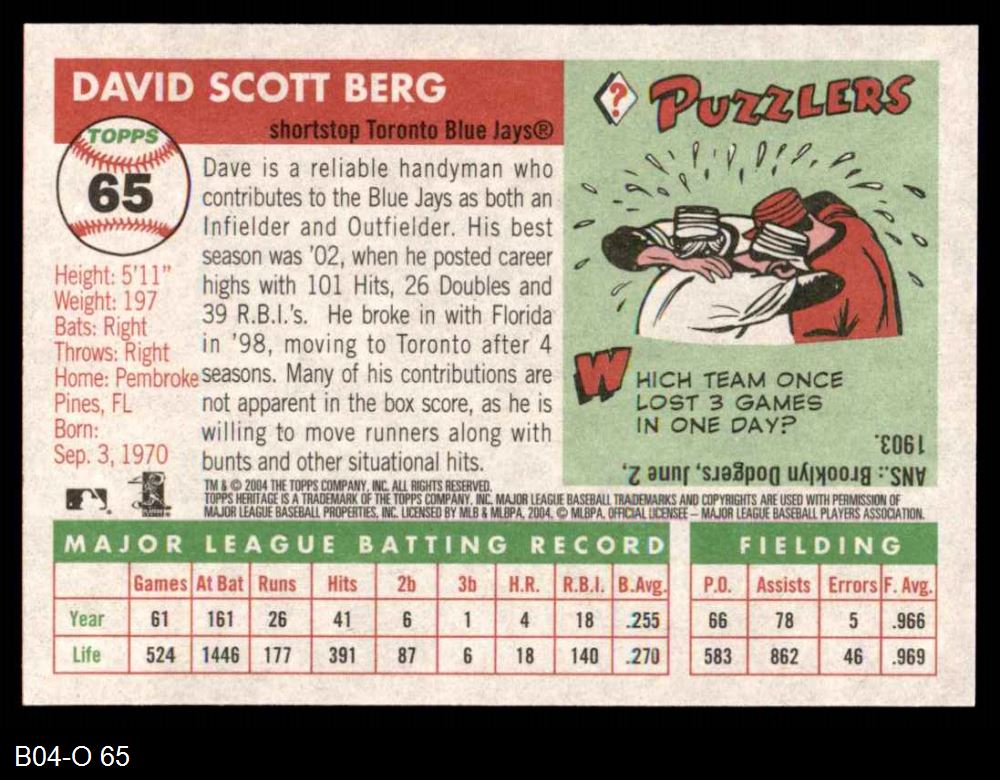 DAVID SCOTT BERG
shortstop Toronto Blue Jays®
TOPPS
65
Height: 5'11"
Weight: 197
Bats: Right
Throws: Right
Home: Pembroke
Pines, FL
Born:
Sep. 3, 1970
Dave is a reliable handyman who
contributes to the Blue Jays as both an
Infielder and Outfielder. His best
season was '02, when he posted career
highs with 101 Hits, 26 Doubles and
39 R.B.I.'s. He broke in with Florida
in '98, moving to Toronto after 4
seasons. Many of his contributions are
not apparent in the box score, as he is
willing to move runners along with
bunts and other situational hits.
? PUZZLERS
WHICH TEAM ONCE
LOST 3 GAMES
IN ONE DAY?
ANS.: Brooklyn Dodgers, June 2,
1903.
TM & © 2004 THE TOPPS COMPANY, INC. ALL RIGHTS RESERVED.
TOPPS HERITAGE IS A TRADEMARK OF THE TOPPS COMPANY, INC. MAJOR LEAGUE BASEBALL TRADEMARKS AND COPYRIGHTS ARE USED WITH PERMISSION OF
MAJOR LEAGUE BASEBALL PROPERTIES, INC. LICENSED BY MLB & MLBPA, 2004. © MLBPA, OFFICIAL LICENSEE – MAJOR LEAGUE BASEBALL PLAYERS ASSOCIATION.
MAJOR LEAGUE BATTING RECORD
Games At Bat Runs Hits 2b 3b H.R. R.B.I. B.Avg.
Year 61 161 26 41 6 1 4 18 .255
Life 524 1446 177 391 87 6 18 140 .270
FIELDING
P.O. Assists Errors F. Avg.
66 78 5 .966
583 862 46 .969
B04-O 65